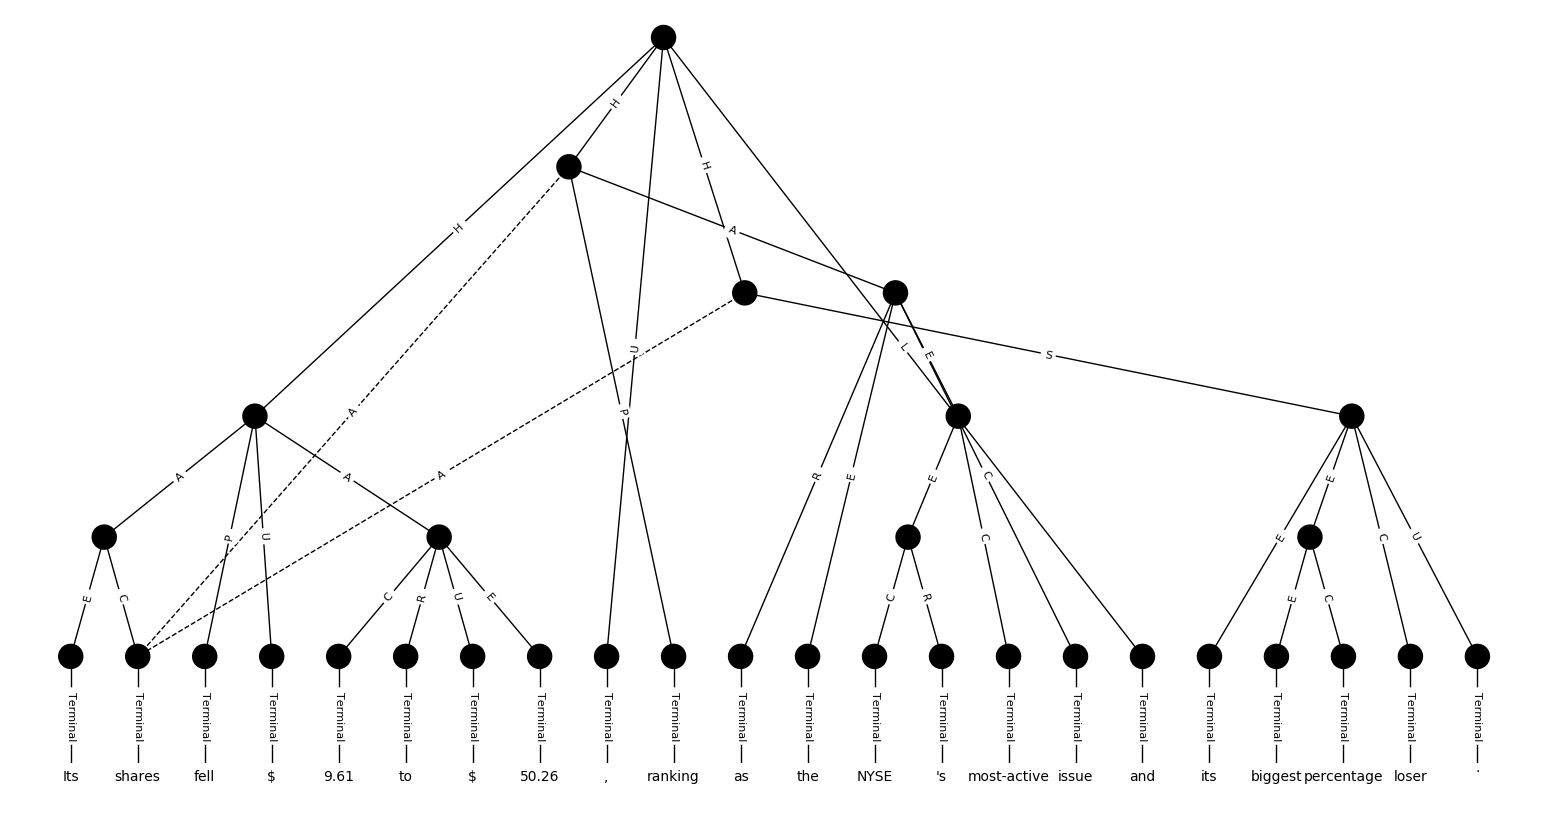 H
H
H
A
U
L
E
S
A
P
A
A
A
R
E
E
C
C
E
P
U
E
C
U
E
C
C
R
U
E
C
R
E
C
Terminal Terminal Terminal Terminal Terminal Terminal Terminal Terminal Terminal Terminal Terminal Terminal Terminal Terminal Terminal Terminal Terminal Terminal Terminal Terminal Terminal Terminal
Its shares fell $ 9.61 to $ 50.26 , ranking as the NYSE 's most-active issue and its biggest percentage loser .